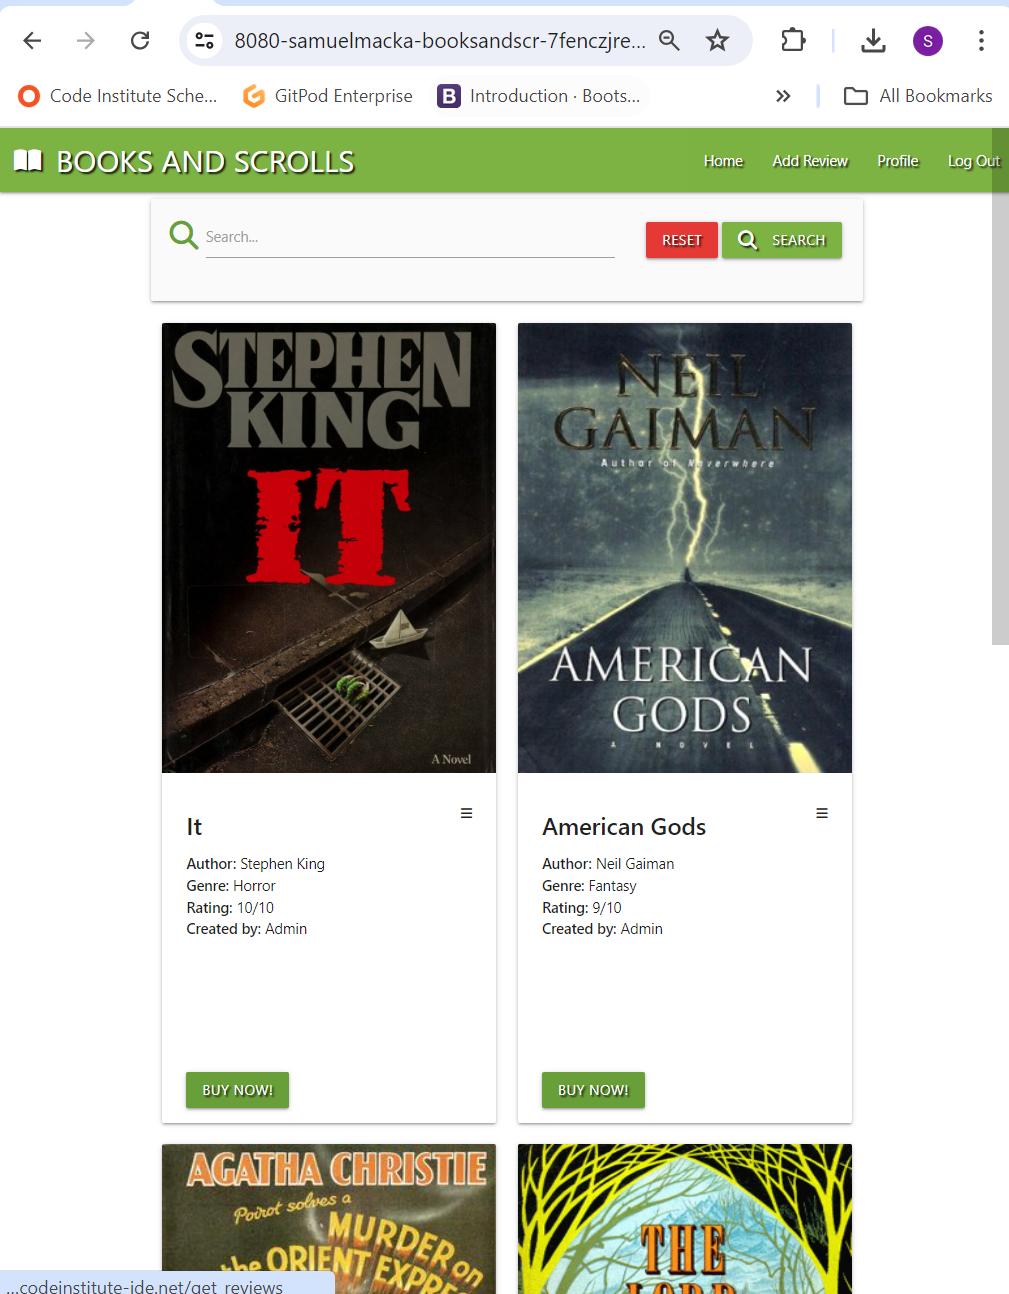 8080-samuelmacka-booksandscr-7fenczjre...
S
Code Institute Sche...
GitPod Enterprise
B
Introduction · Boots...
All Bookmarks
BOOKS AND SCROLLS
Home
Add Review
Profile
Log Out
Search...
RESET
SEARCH
STEPHEN
KING
IT
A Novel
NEIL
GAIMAN
Author of Neverwhere
AMERICAN
GODS
A NOVEL
It
Author: Stephen King
Genre: Horror
Rating: 10/10
Created by: Admin
BUY NOW!
American Gods
Author: Neil Gaiman
Genre: Fantasy
Rating: 9/10
Created by: Admin
BUY NOW!
AGATHA CHRISTIE
Poirot solves a
MURDER on
the ORIENT EXPRE
THE
LORD
...codeinstitute-ide.net/get_reviews